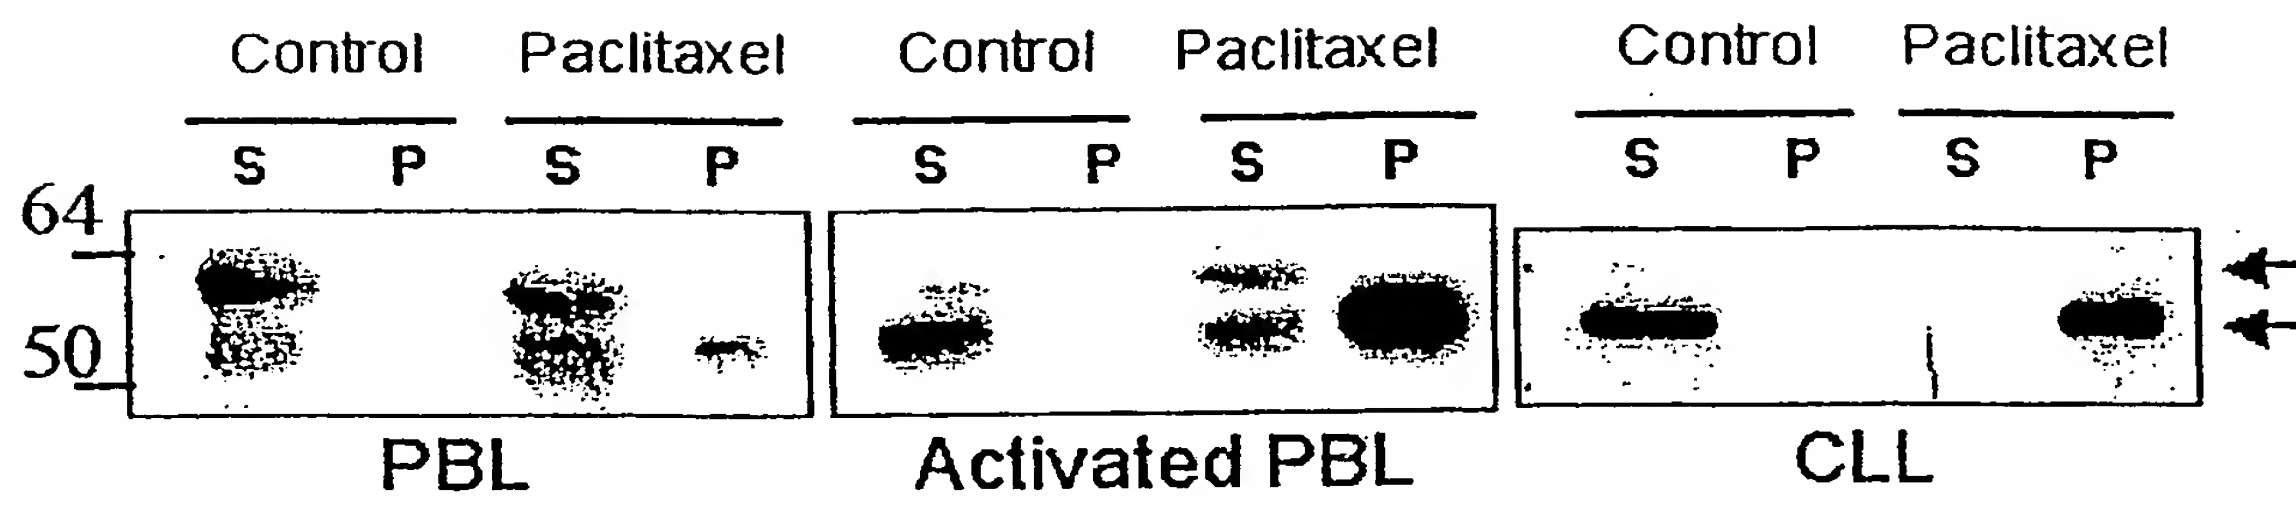 Control Paclitaxel Control Paclitaxel Control Paclitaxel
S P S P S P S P S P S P
64
50
PBL Activated PBL CLL